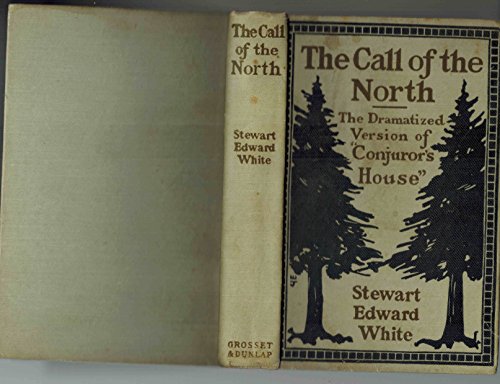 The Call
of the
North
Stewart
Edward
White
GROSSET
& DUNLAP
The Call of the
North
The Dramatized
Version of
"Conjuror's
House"
Stewart
Edward
White